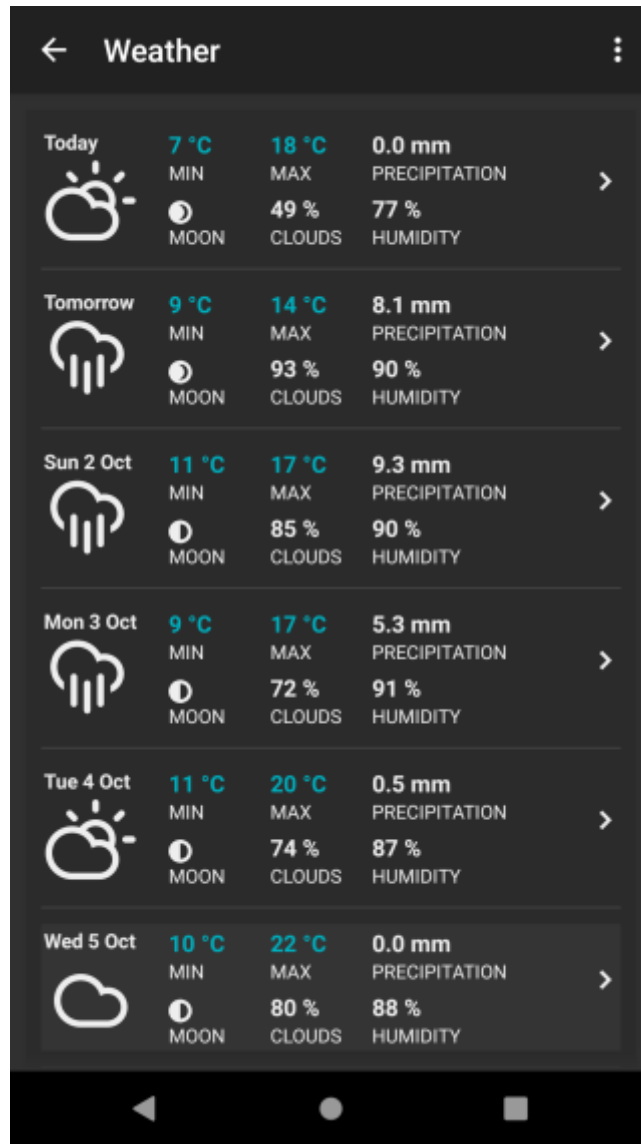 Weather
Today 7 °C 18 °C 0.0 mm
MIN MAX PRECIPITATION
49 % 77 %
MOON CLOUDS HUMIDITY
Tomorrow 9 °C 14 °C 8.1 mm
MIN MAX PRECIPITATION
93 % 90 %
MOON CLOUDS HUMIDITY
Sun 2 Oct 11 °C 17 °C 9.3 mm
MIN MAX PRECIPITATION
85 % 90 %
MOON CLOUDS HUMIDITY
Mon 3 Oct 9 °C 17 °C 5.3 mm
MIN MAX PRECIPITATION
72 % 91 %
MOON CLOUDS HUMIDITY
Tue 4 Oct 11 °C 20 °C 0.5 mm
MIN MAX PRECIPITATION
74 % 87 %
MOON CLOUDS HUMIDITY
Wed 5 Oct 10 °C 22 °C 0.0 mm
MIN MAX PRECIPITATION
80 % 88 %
MOON CLOUDS HUMIDITY